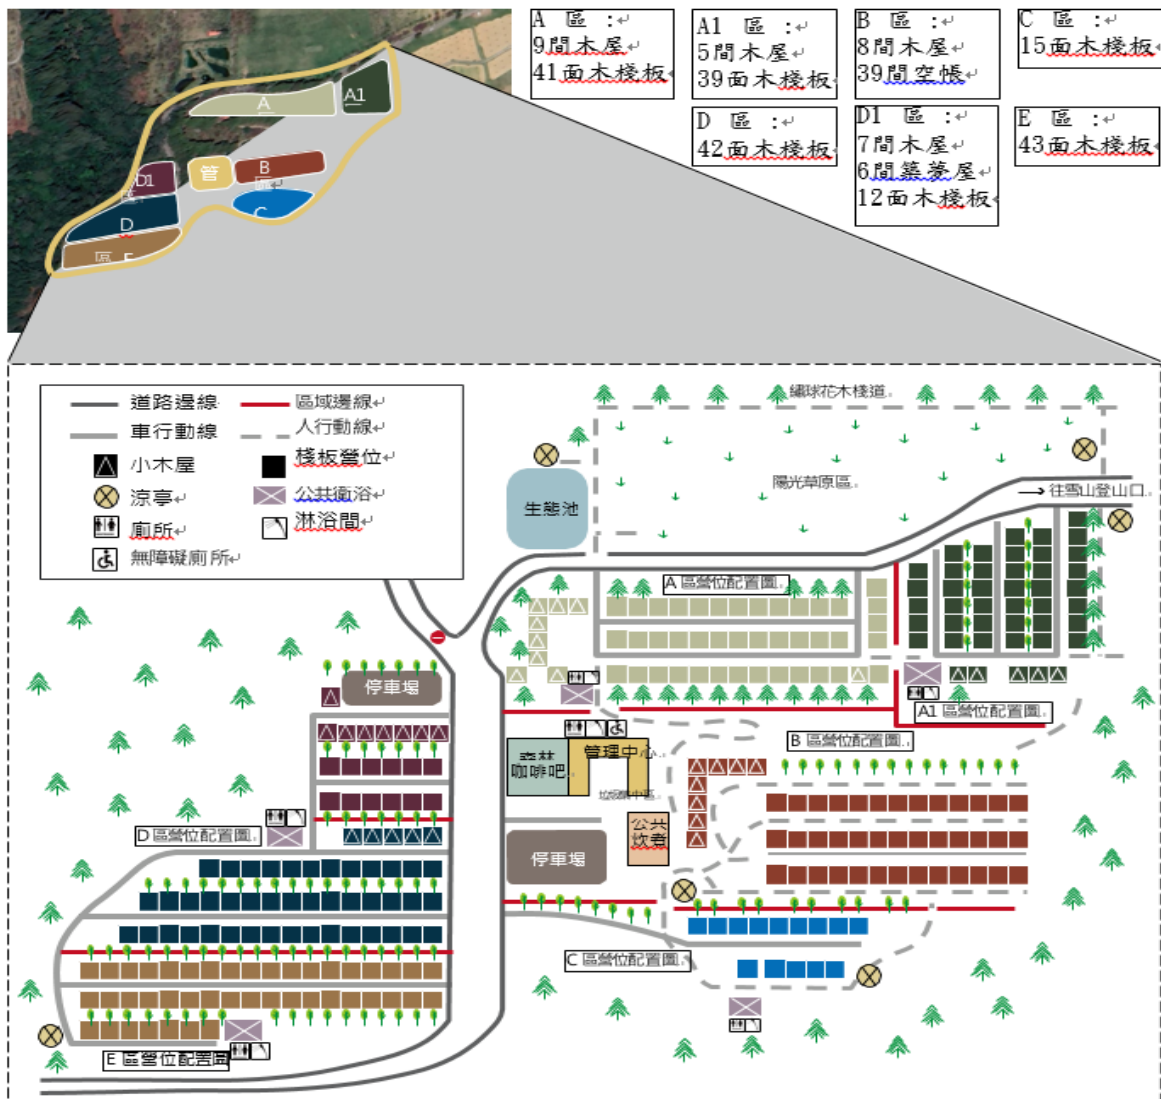 A 區 :
9間木屋
41面木棧板
A1 區 :
5間木屋
39面木棧板
B 區 :
8間木屋
39間空帳
C 區 :
15面木棧板
D 區 :
42面木棧板
D1 區 :
7間木屋
6間築夢屋
12面木棧板
E 區 :
43面木棧板
A
A1
D1
管
B
區
C
D
區 E
道路邊線
區域邊線
車行動線
人行動線
小木屋
棧板營位
涼亭
公共衛浴
廁所
淋浴間
無障礙廁所
繡球花木棧道
陽光草原區
生態池
→往雪山登山口
A 區營位配置圖
停車場
A1 區營位配置圖
B 區營位配置圖
森林
咖啡吧
管理中心
公共
炊煮
停車場
D 區營位配置圖
C 區營位配置圖
E 區營位配置圖